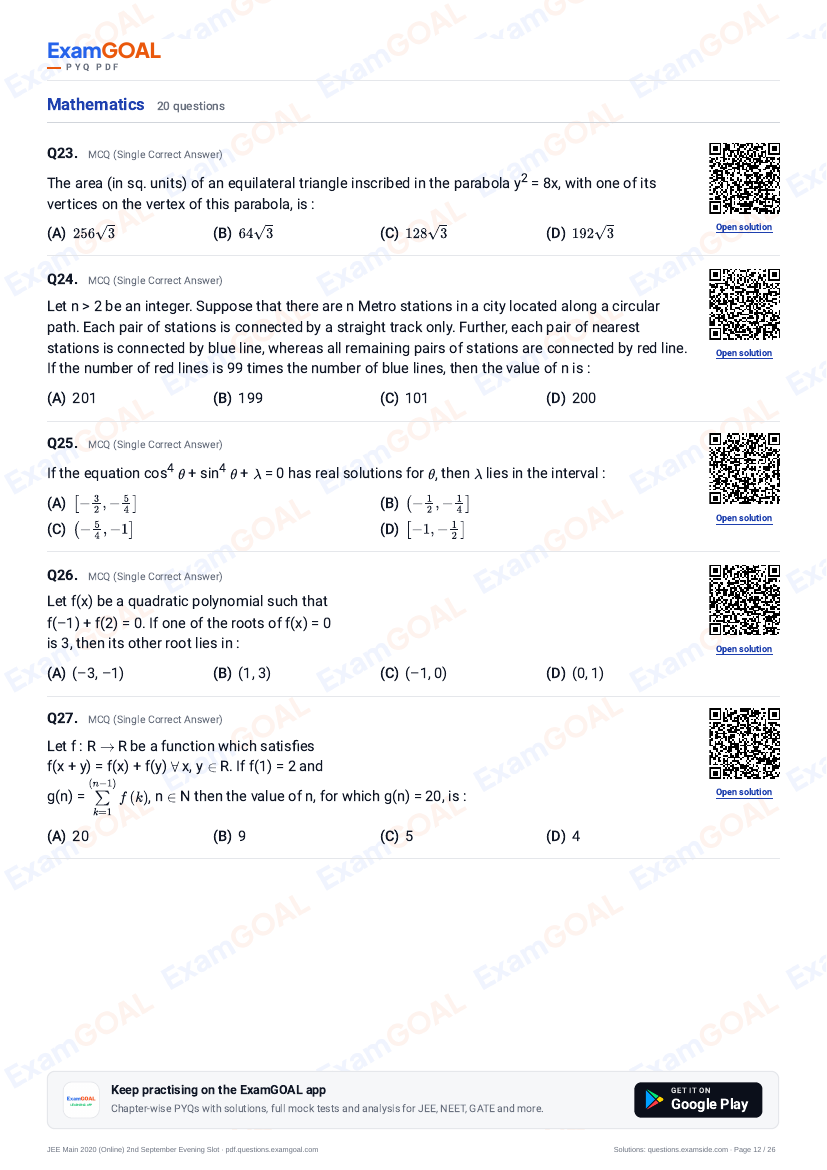 ExamGOAL
PYQ PDF
Mathematics 20 questions
Q23. MCQ (Single Correct Answer)
The area (in sq. units) of an equilateral triangle inscribed in the parabola y² = 8x, with one of its
vertices on the vertex of this parabola, is :
(A) 256√3 (B) 64√3 (C) 128√3 (D) 192√3
Open solution
Q24. MCQ (Single Correct Answer)
Let n > 2 be an integer. Suppose that there are n Metro stations in a city located along a circular
path. Each pair of stations is connected by a straight track only. Further, each pair of nearest
stations is connected by blue line, whereas all remaining pairs of stations are connected by red line.
If the number of red lines is 99 times the number of blue lines, then the value of n is :
(A) 201 (B) 199 (C) 101 (D) 200
Open solution
Q25. MCQ (Single Correct Answer)
If the equation cos⁴ θ + sin⁴ θ + λ = 0 has real solutions for θ, then λ lies in the interval :
(A) [−3/2, −5/4] (B) (−1/2, −1/4]
(C) (−5/4, −1] (D) [−1, −1/2]
Open solution
Q26. MCQ (Single Correct Answer)
Let f(x) be a quadratic polynomial such that
f(−1) + f(2) = 0. If one of the roots of f(x) = 0
is 3, then its other root lies in :
(A) (−3, −1) (B) (1, 3) (C) (−1, 0) (D) (0, 1)
Open solution
Q27. MCQ (Single Correct Answer)
Let f : R → R be a function which satisfies
f(x + y) = f(x) + f(y) ∀ x, y ∈ R. If f(1) = 2 and
g(n) = ∑_{k=1}^{(n−1)} f (k), n ∈ N then the value of n, for which g(n) = 20, is :
(A) 20 (B) 9 (C) 5 (D) 4
Open solution
Keep practising on the ExamGOAL app
Chapter-wise PYQs with solutions, full mock tests and analysis for JEE, NEET, GATE and more.
GET IT ON
Google Play
JEE Main 2020 (Online) 2nd September Evening Slot · pdf.questions.examgoal.com
Solutions: questions.examside.com · Page 12 / 26